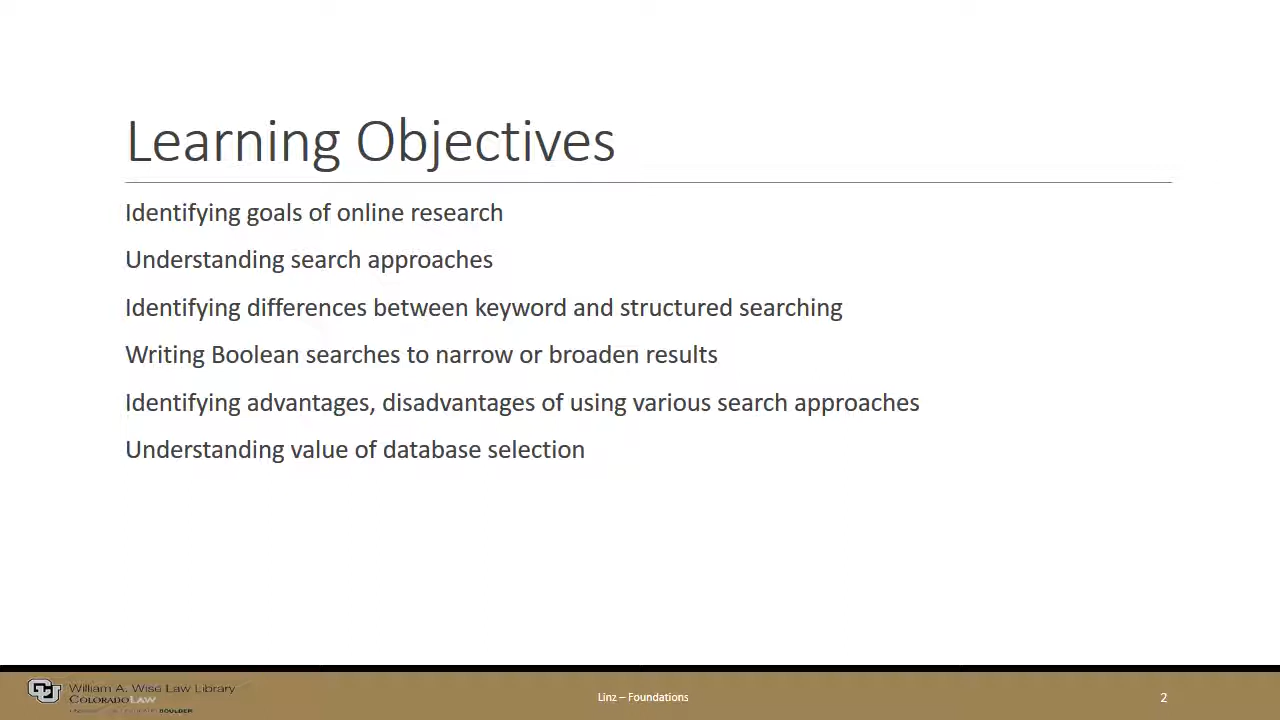 Learning Objectives
Identifying goals of online research
Understanding search approaches
Identifying differences between keyword and structured searching
Writing Boolean searches to narrow or broaden results
Identifying advantages, disadvantages of using various search approaches
Understanding value of database selection
CU
William A. Wise Law Library
COLORADO LAW
BOULDER
Linz – Foundations
2